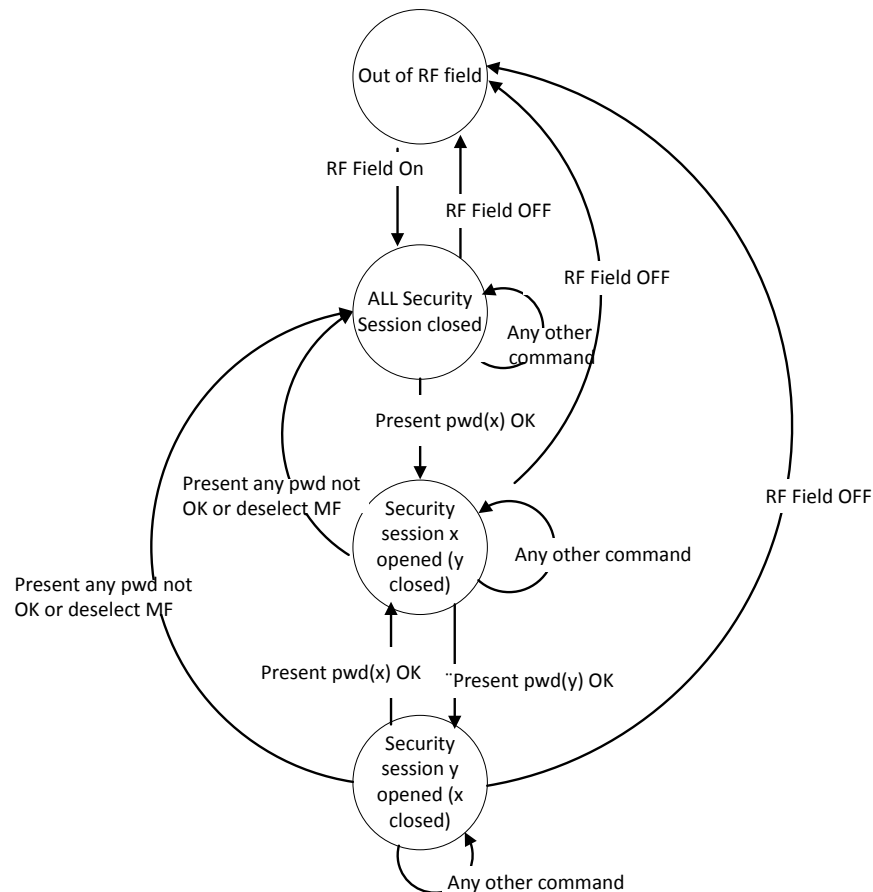 Out of RF field
RF Field On
RF Field OFF
RF Field OFF
ALL Security
Session closed
Any other
command
Present pwd(x) OK
Present any pwd not
OK or deselect MF
RF Field OFF
Security
session x
opened (y
closed)
Any other command
Present any pwd not
OK or deselect MF
Present pwd(x) OK
Present pwd(y) OK
Security
session y
opened (x
closed)
Any other command